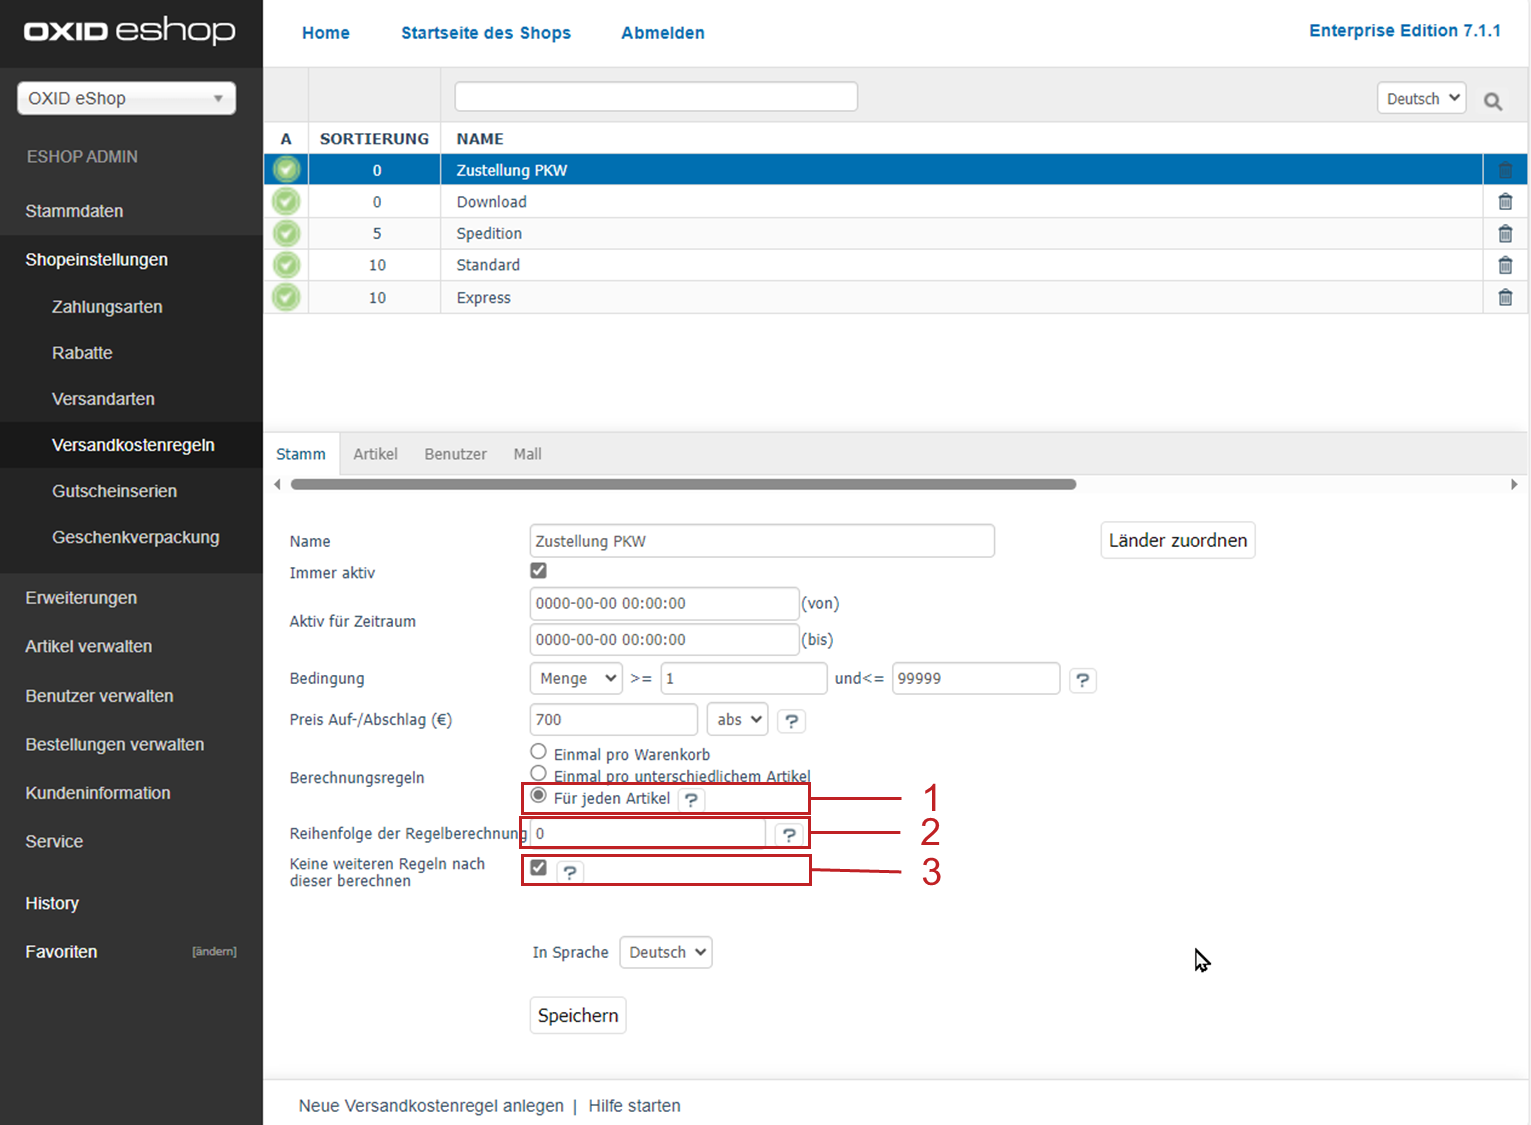 OXID eshop
Home
Startseite des Shops
Abmelden
Enterprise Edition 7.1.1
OXID eShop
Deutsch
ESHOP ADMIN
Stammdaten
Shopeinstellungen
Zahlungsarten
Rabatte
Versandarten
Versandkostenregeln
Gutscheinserien
Geschenkverpackung
Erweiterungen
Artikel verwalten
Benutzer verwalten
Bestellungen verwalten
Kundeninformation
Service
History
Favoriten [ändern]
A SORTIERUNG NAME
0 Zustellung PKW
0 Download
5 Spedition
10 Standard
10 Express
Stamm Artikel Benutzer Mall
Name Zustellung PKW Länder zuordnen
Immer aktiv
Aktiv für Zeitraum
0000-00-00 00:00:00 (von)
0000-00-00 00:00:00 (bis)
Bedingung Menge >= 1 und<= 99999 ?
Preis Auf-/Abschlag (€) 700 abs ?
Berechnungsregeln
Einmal pro Warenkorb
Einmal pro unterschiedlichem Artikel
Für jeden Artikel ? 1
Reihenfolge der Regelberechnung 0 ? 2
Keine weiteren Regeln nach
dieser berechnen ? 3
In Sprache Deutsch
Speichern
Neue Versandkostenregel anlegen | Hilfe starten